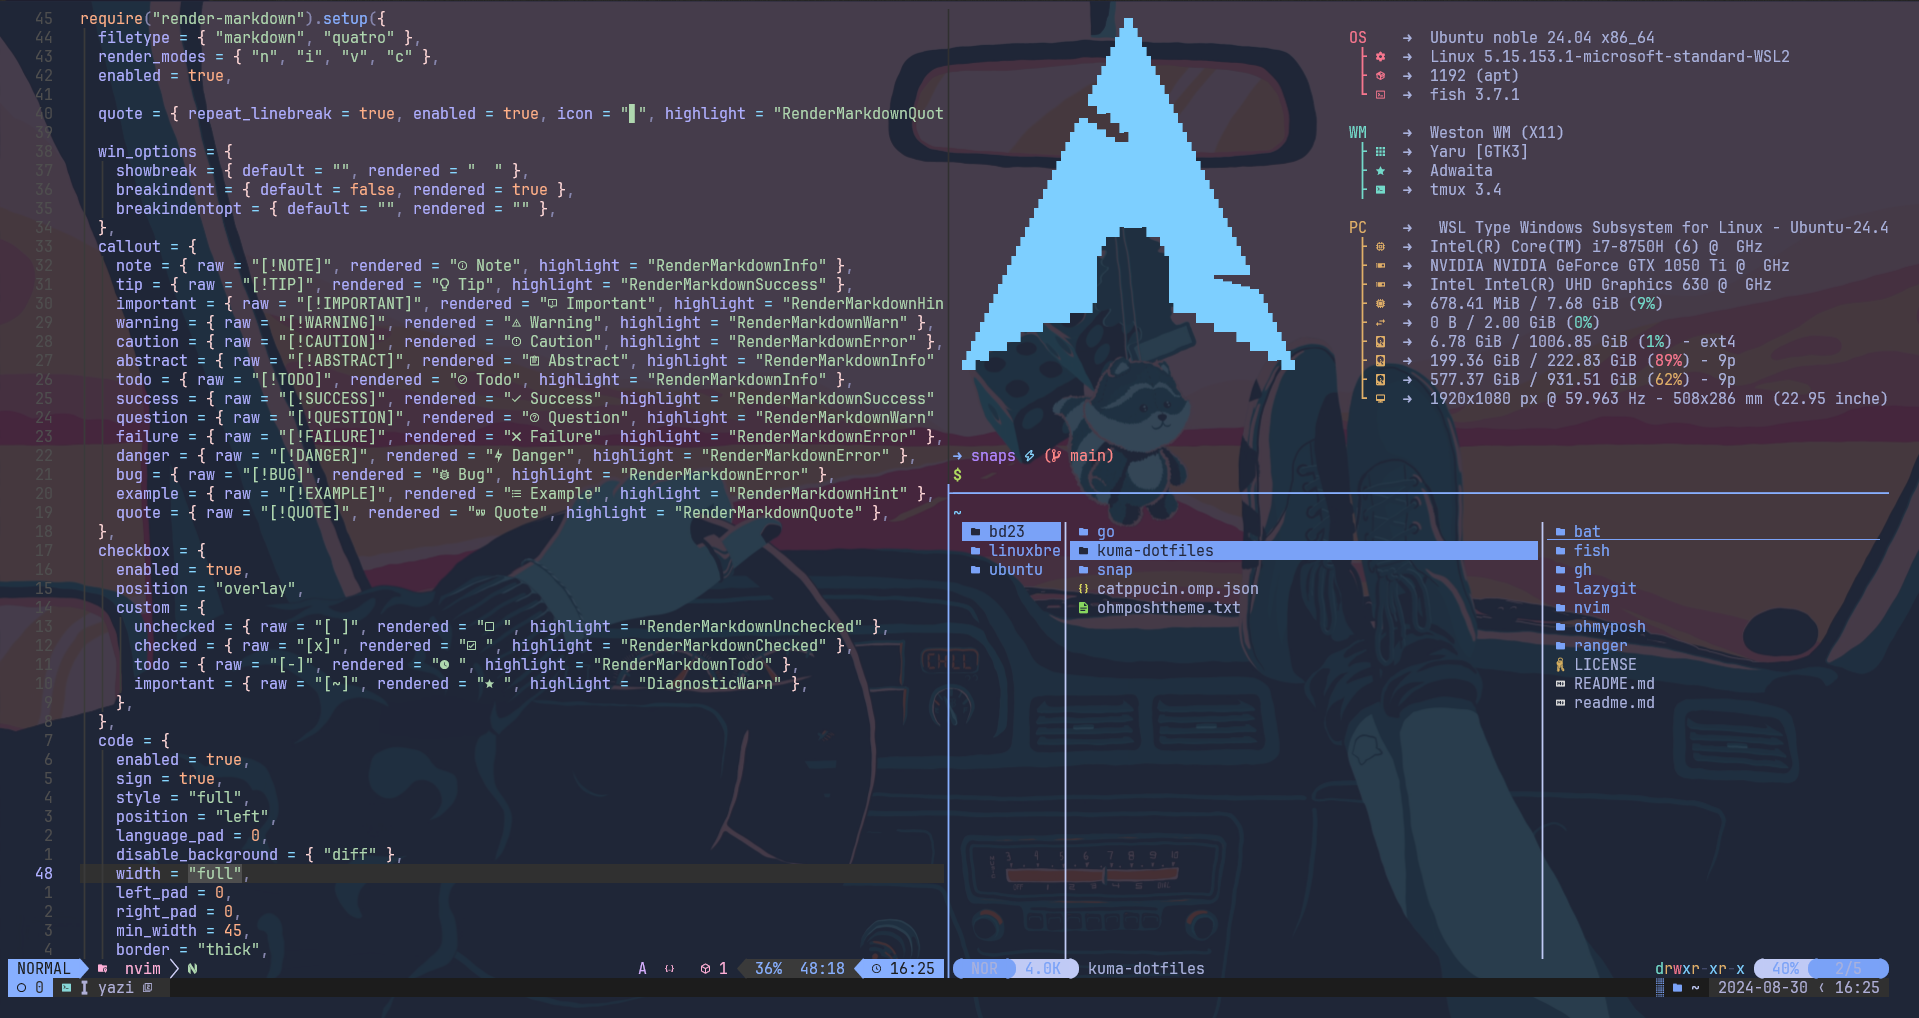 45 require("render-markdown").setup({
44 filetype = { "markdown", "quatro" },
43 render_modes = { "n", "i", "v", "c" },
42 enabled = true,
41
40 quote = { repeat_linebreak = true, enabled = true, icon = "▋", highlight = "RenderMarkdownQuot
39
38 win_options = {
37 showbreak = { default = "", rendered = "  " },
36 breakindent = { default = false, rendered = true },
35 breakindentopt = { default = "", rendered = "" },
34 },
33 callout = {
32 note = { raw = "[!NOTE]", rendered = " Note", highlight = "RenderMarkdownInfo" },
31 tip = { raw = "[!TIP]", rendered = " Tip", highlight = "RenderMarkdownSuccess" },
30 important = { raw = "[!IMPORTANT]", rendered = " Important", highlight = "RenderMarkdownHin
29 warning = { raw = "[!WARNING]", rendered = " Warning", highlight = "RenderMarkdownWarn" },
28 caution = { raw = "[!CAUTION]", rendered = " Caution", highlight = "RenderMarkdownError" },
27 abstract = { raw = "[!ABSTRACT]", rendered = " Abstract", highlight = "RenderMarkdownInfo"
26 todo = { raw = "[!TODO]", rendered = " Todo", highlight = "RenderMarkdownInfo" },
25 success = { raw = "[!SUCCESS]", rendered = "✓ Success", highlight = "RenderMarkdownSuccess"
24 question = { raw = "[!QUESTION]", rendered = " Question", highlight = "RenderMarkdownWarn"
23 failure = { raw = "[!FAILURE]", rendered = "✕ Failure", highlight = "RenderMarkdownError" },
22 danger = { raw = "[!DANGER]", rendered = " Danger", highlight = "RenderMarkdownError" },
21 bug = { raw = "[!BUG]", rendered = " Bug", highlight = "RenderMarkdownError" },
20 example = { raw = "[!EXAMPLE]", rendered = " Example", highlight = "RenderMarkdownHint" },
19 quote = { raw = "[!QUOTE]", rendered = " Quote", highlight = "RenderMarkdownQuote" },
18 },
17 checkbox = {
16 enabled = true,
15 position = "overlay",
14 custom = {
13 unchecked = { raw = "[ ]", rendered = "☐ ", highlight = "RenderMarkdownUnchecked" },
12 checked = { raw = "[x]", rendered = "☑ ", highlight = "RenderMarkdownChecked" },
11 todo = { raw = "[-]", rendered = " ", highlight = "RenderMarkdownTodo" },
10 important = { raw = "[~]", rendered = "★ ", highlight = "DiagnosticWarn" },
9 },
8 },
7 code = {
6 enabled = true,
5 sign = true,
4 style = "full",
3 position = "left",
2 language_pad = 0,
1 disable_background = { "diff" },
48 width = "full",
1 left_pad = 0,
2 right_pad = 0,
3 min_width = 45,
4 border = "thick",
NORMAL nvim A 1 36% 48:18 16:25
OS → Ubuntu noble 24.04 x86_64
→ Linux 5.15.153.1-microsoft-standard-WSL2
→ 1192 (apt)
→ fish 3.7.1
WM → Weston WM (X11)
→ Yaru [GTK3]
→ Adwaita
→ tmux 3.4
PC → WSL Type Windows Subsystem for Linux - Ubuntu-24.4
→ Intel(R) Core(TM) i7-8750H (6) @ GHz
→ NVIDIA NVIDIA GeForce GTX 1050 Ti @ GHz
→ Intel Intel(R) UHD Graphics 630 @ GHz
→ 678.41 MiB / 7.68 GiB (9%)
→ 0 B / 2.00 GiB (0%)
→ 6.78 GiB / 1006.85 GiB (1%) - ext4
→ 199.36 GiB / 222.83 GiB (89%) - 9p
→ 577.37 GiB / 931.51 GiB (62%) - 9p
→ 1920x1080 px @ 59.963 Hz - 508x286 mm (22.95 inche)
→ snaps ( main)
$
~
bd23
linuxbre
ubuntu
go
kuma-dotfiles
snap
catppucin.omp.json
ohmposhtheme.txt
bat
fish
gh
lazygit
nvim
ohmyposh
ranger
LICENSE
README.md
readme.md
CHILL
NOR 4.0K kuma-dotfiles drwxr-xr-x 40% 2/5
0 yazi ~ 2024-08-30 16:25